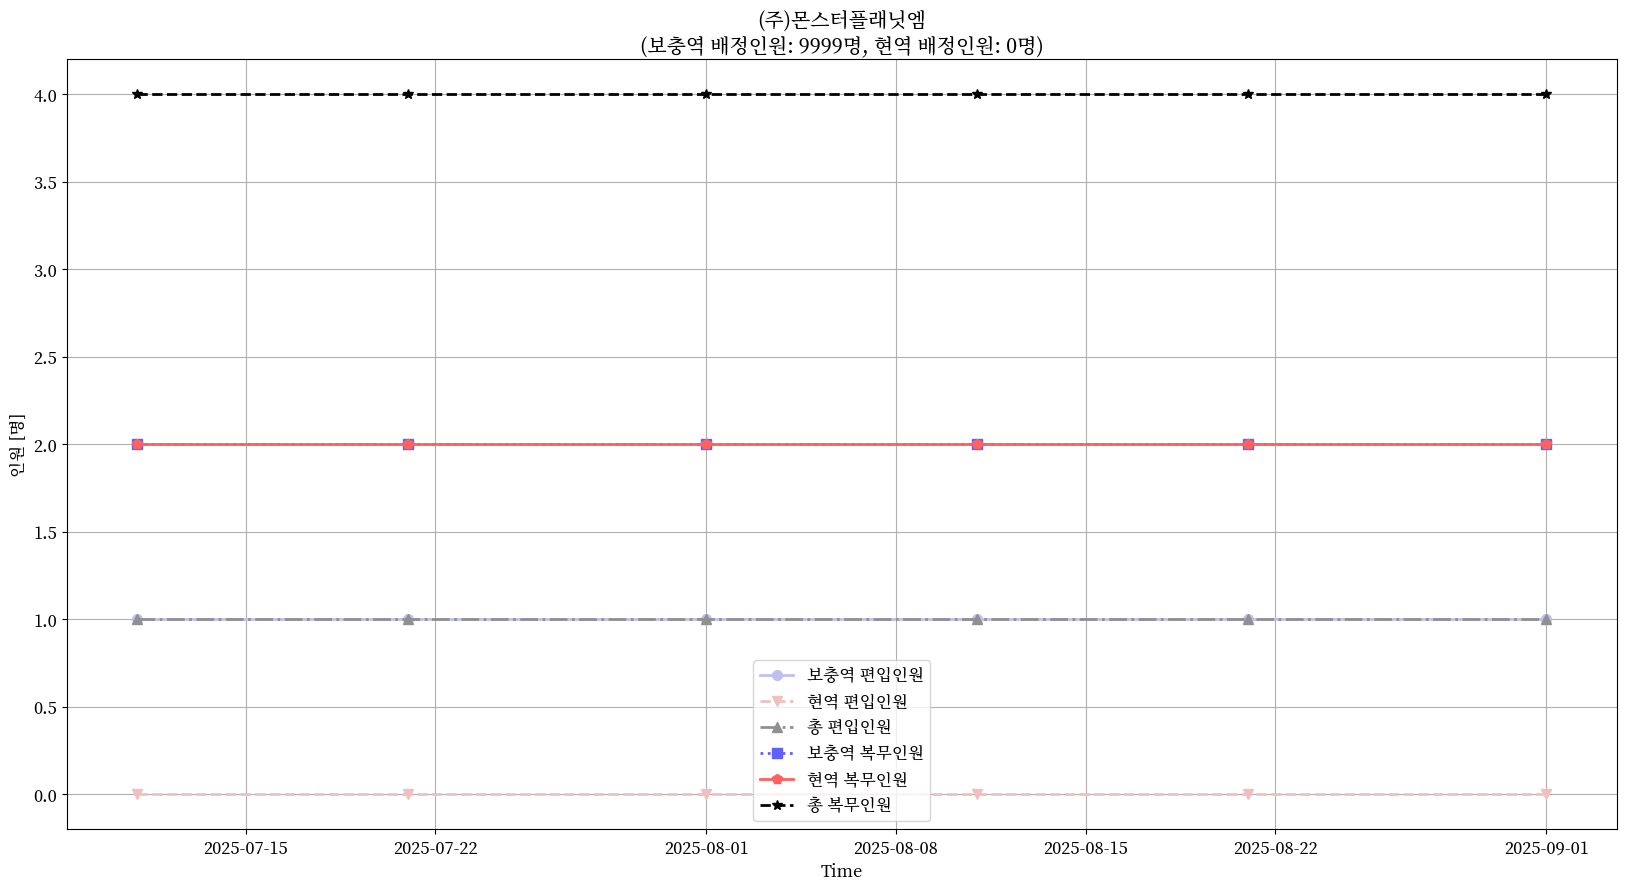 (주)몬스터플래닛엠
(보충역 배정인원: 9999명, 현역 배정인원: 0명)
4.0
3.5
3.0
2.5
2.0
1.5
1.0
0.5
0.0
인원 [명]
보충역 편입인원
현역 편입인원
총 편입인원
보충역 복무인원
현역 복무인원
총 복무인원
2025-07-15
2025-07-22
2025-08-01
2025-08-08
2025-08-15
2025-08-22
2025-09-01
Time